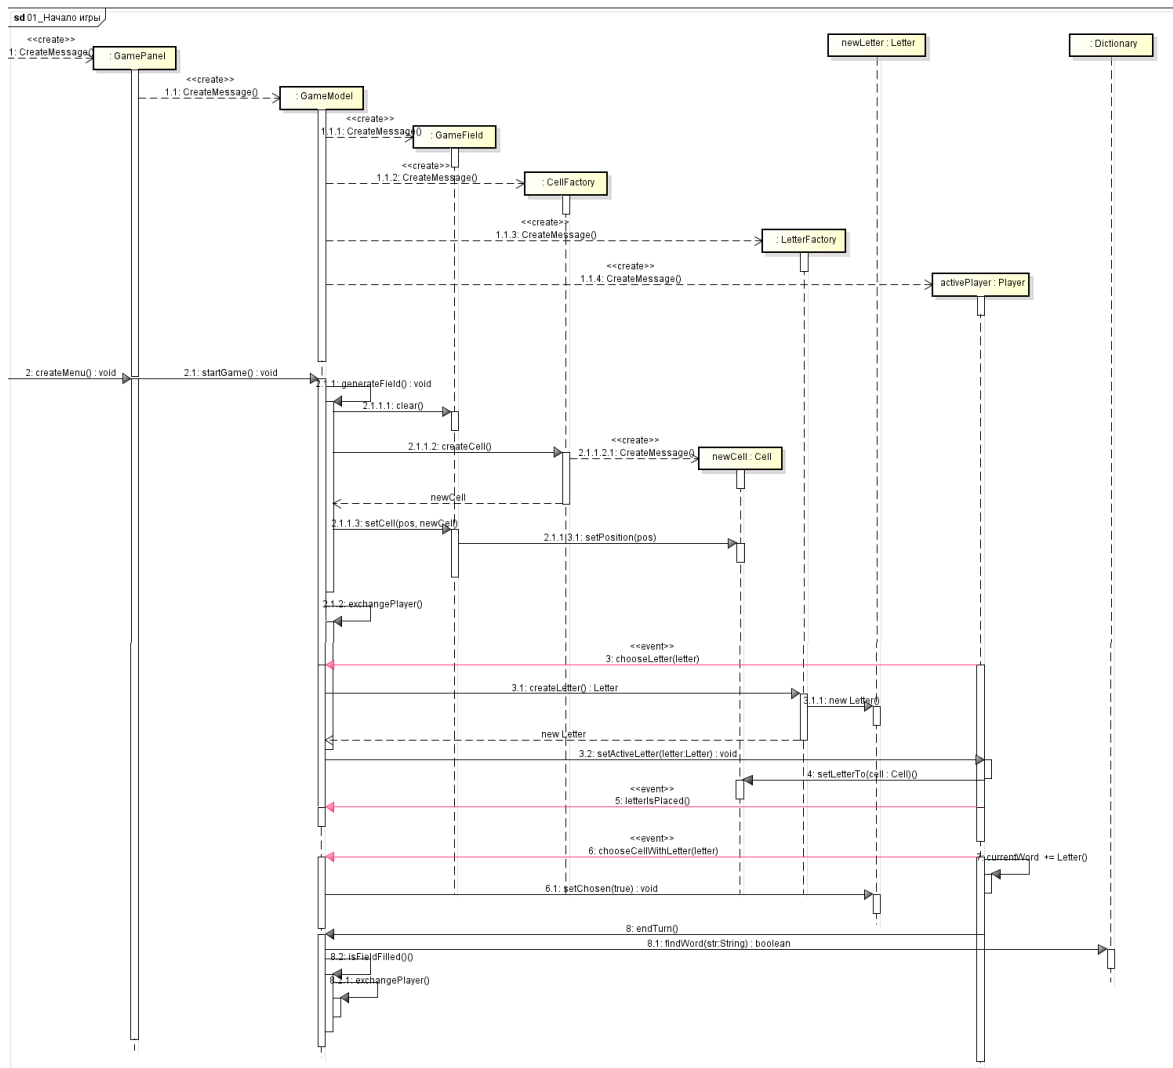 sd 01_Начало игры
newLetter : Letter
: Dictionary
<<create>>
1: CreateMessage()
: GamePanel
<<create>>
1.1: CreateMessage()
: GameModel
<<create>>
1.1.1: CreateMessage()
: GameField
<<create>>
1.1.2: CreateMessage()
: CellFactory
<<create>>
1.1.3: CreateMessage()
: LetterFactory
<<create>>
1.1.4: CreateMessage()
activePlayer : Player
2: createMenu() : void
2.1: startGame() : void
2.1.1: generateField() : void
2.1.1.1: clear()
2.1.1.2: createCell()
<<create>>
2.1.1.2.1: CreateMessage()
newCell : Cell
newCell
2.1.1.3: setCell(pos, newCell)
2.1.1.3.1: setPosition(pos)
2.1.2: exchangePlayer()
<<event>>
3: chooseLetter(letter)
3.1: createLetter() : Letter
3.1.1: new Letter()
new Letter
3.2: setActiveLetter(letter:Letter) : void
4: setLetterTo(cell : Cell)()
<<event>>
5: letterIsPlaced()
<<event>>
6: chooseCellWithLetter(letter)
7: currentWord += Letter()
6.1: setChosen(true) : void
8: endTurn()
8.1: findWord(str:String) : boolean
8.2: isFieldFilled()()
8.2.1: exchangePlayer()